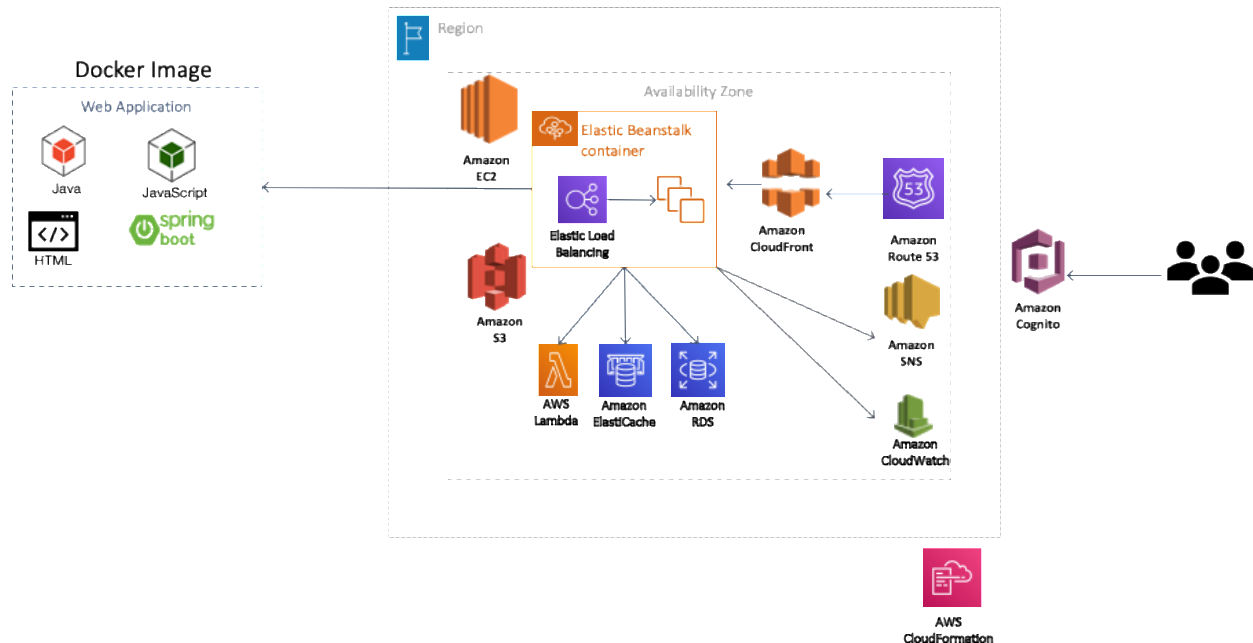 Region
Docker Image
Web Application
Java
JavaScript
HTML
spring
boot
Availability Zone
Amazon
EC2
Elastic Beanstalk
container
Elastic Load
Balancing
Amazon
CloudFront
53
Amazon
Route 53
Amazon
S3
Amazon
SNS
Amazon
Cognito
AWS
Lambda
Amazon
ElastiCache
Amazon
RDS
Amazon
CloudWatch
AWS
CloudFormation